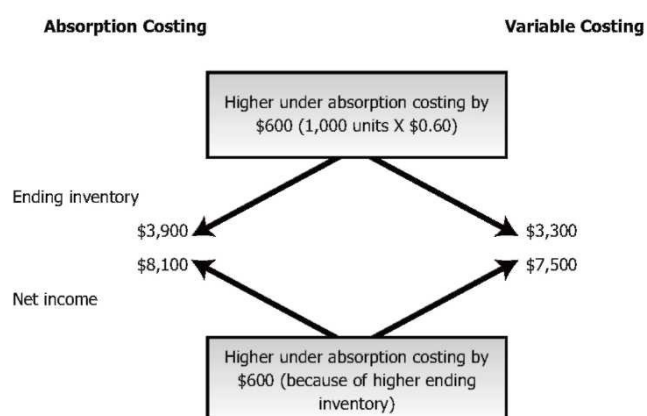 Absorption Costing
Variable Costing
Higher under absorption costing by
$600 (1,000 units X $0.60)
Ending inventory
$3,900
$3,300
$8,100
$7,500
Net income
Higher under absorption costing by
$600 (because of higher ending
inventory)